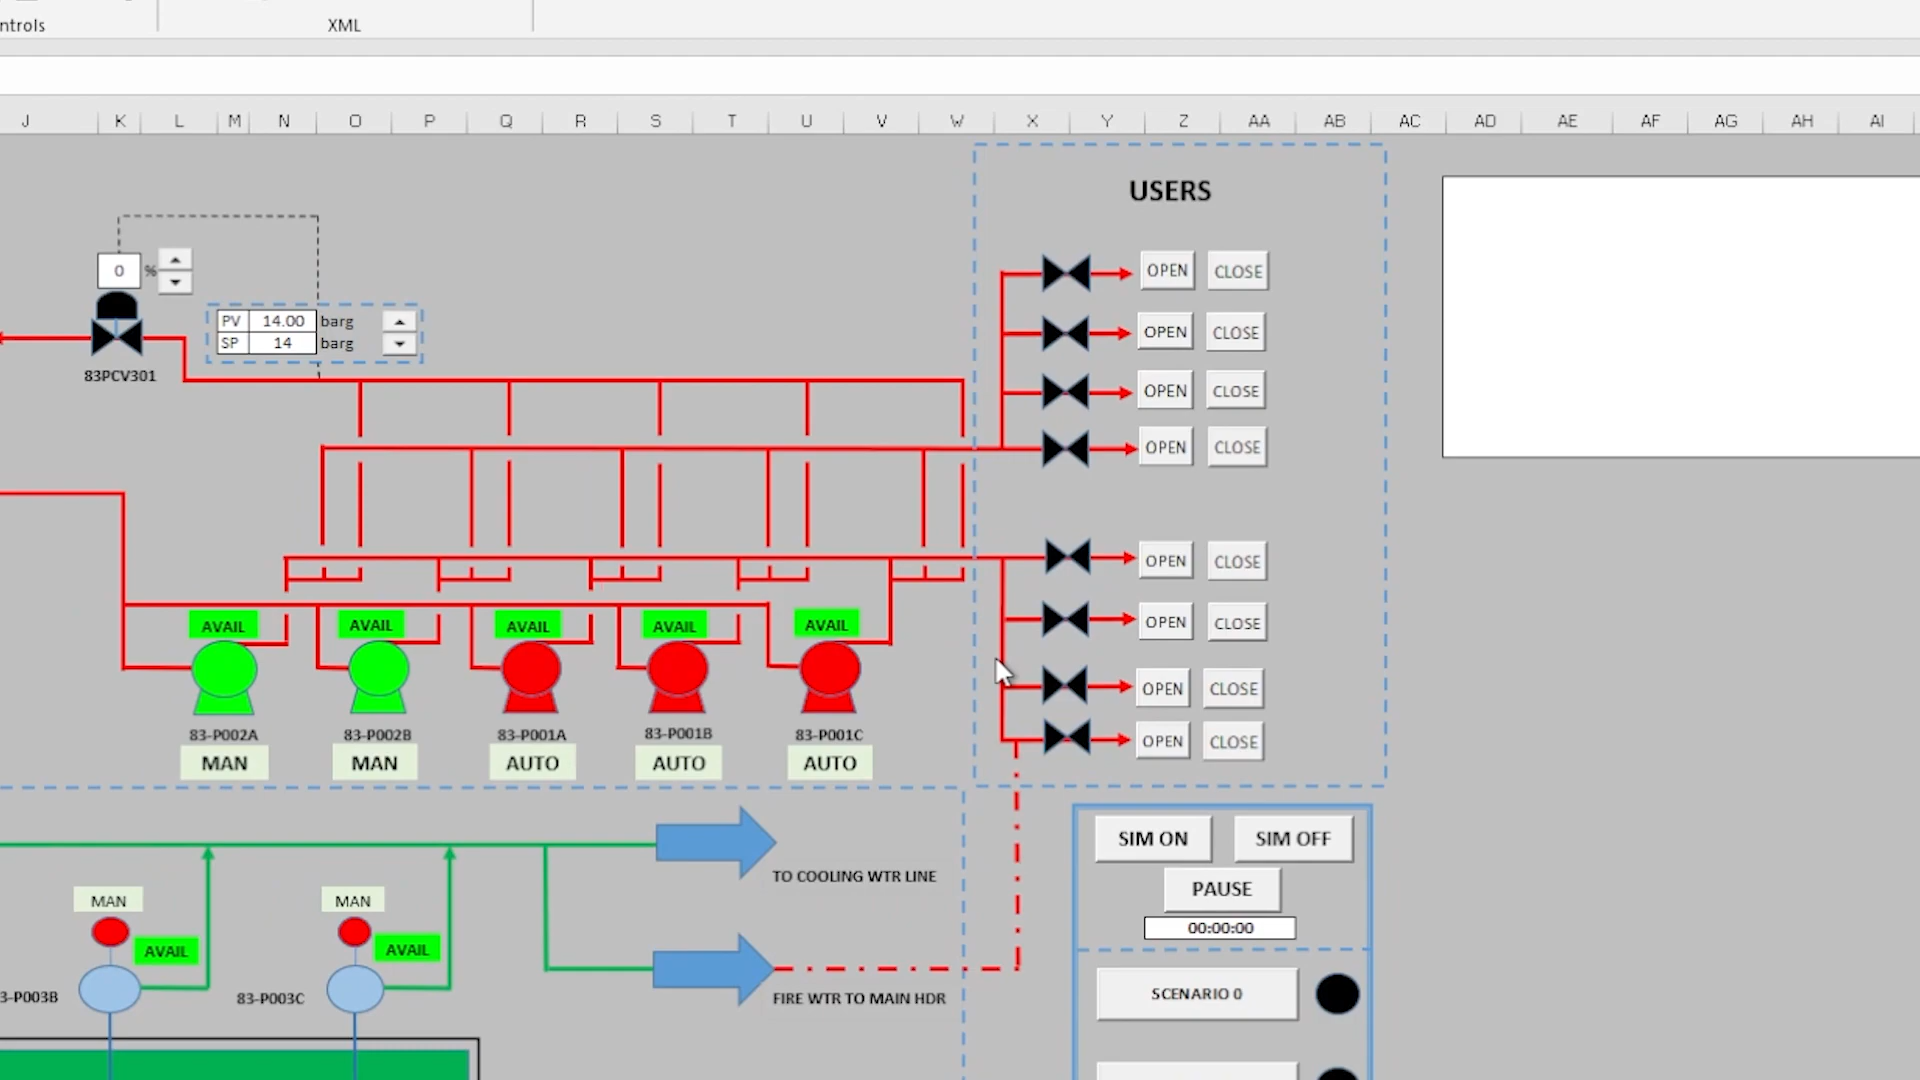 ntrols
XML
J K L M N O P Q R S T U V W X Y Z AA AB AC AD AE AF AG AH AI
USERS
0 %
PV 14.00 barg
SP 14 barg
83PCV301
OPEN CLOSE
OPEN CLOSE
OPEN CLOSE
OPEN CLOSE
OPEN CLOSE
OPEN CLOSE
OPEN CLOSE
OPEN CLOSE
AVAIL AVAIL AVAIL AVAIL AVAIL
83-P002A 83-P002B 83-P001A 83-P001B 83-P001C
MAN MAN AUTO AUTO AUTO
TO COOLING WTR LINE
MAN MAN
AVAIL AVAIL
3-P003B 83-P003C
FIRE WTR TO MAIN HDR
SIM ON SIM OFF
PAUSE
00:00:00
SCENARIO 0